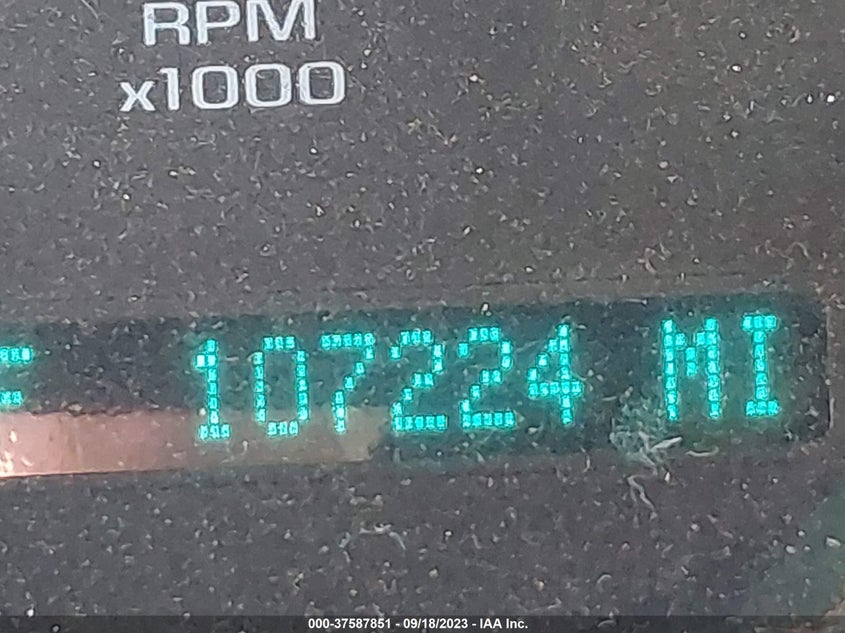 RPM
x1000
107224 MI
000-37587851 - 09/18/2023 - IAA Inc.